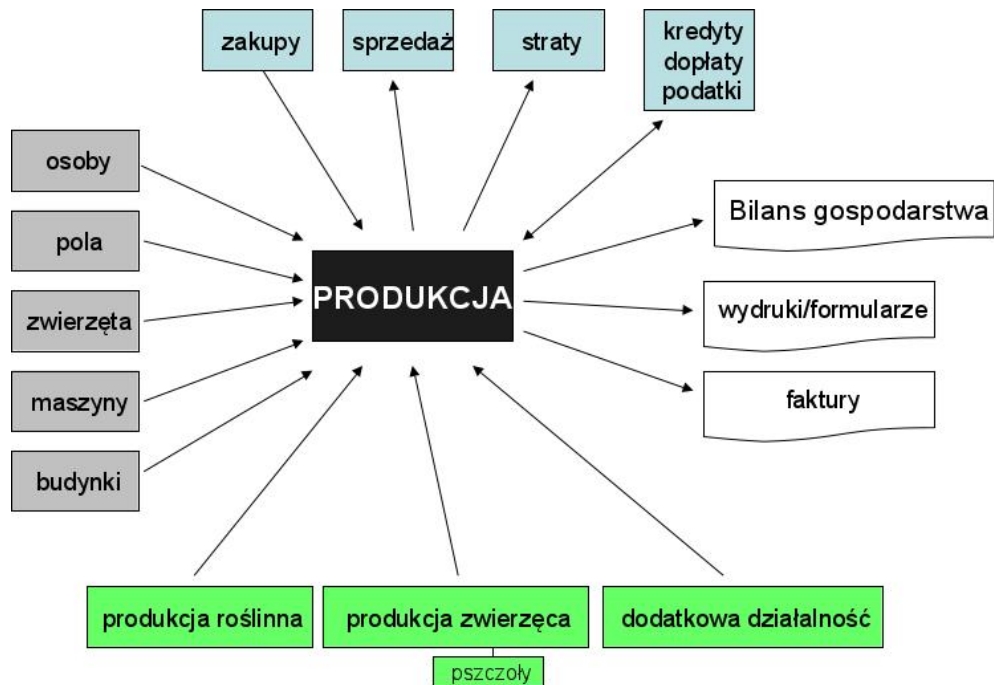 zakupy
sprzedaż
straty
kredyty
dopłaty
podatki
osoby
pola
zwierzęta
maszyny
budynki
PRODUKCJA
Bilans gospodarstwa
wydruki/formularze
faktury
produkcja roślinna
produkcja zwierzęca
dodatkowa działalność
pszczoły